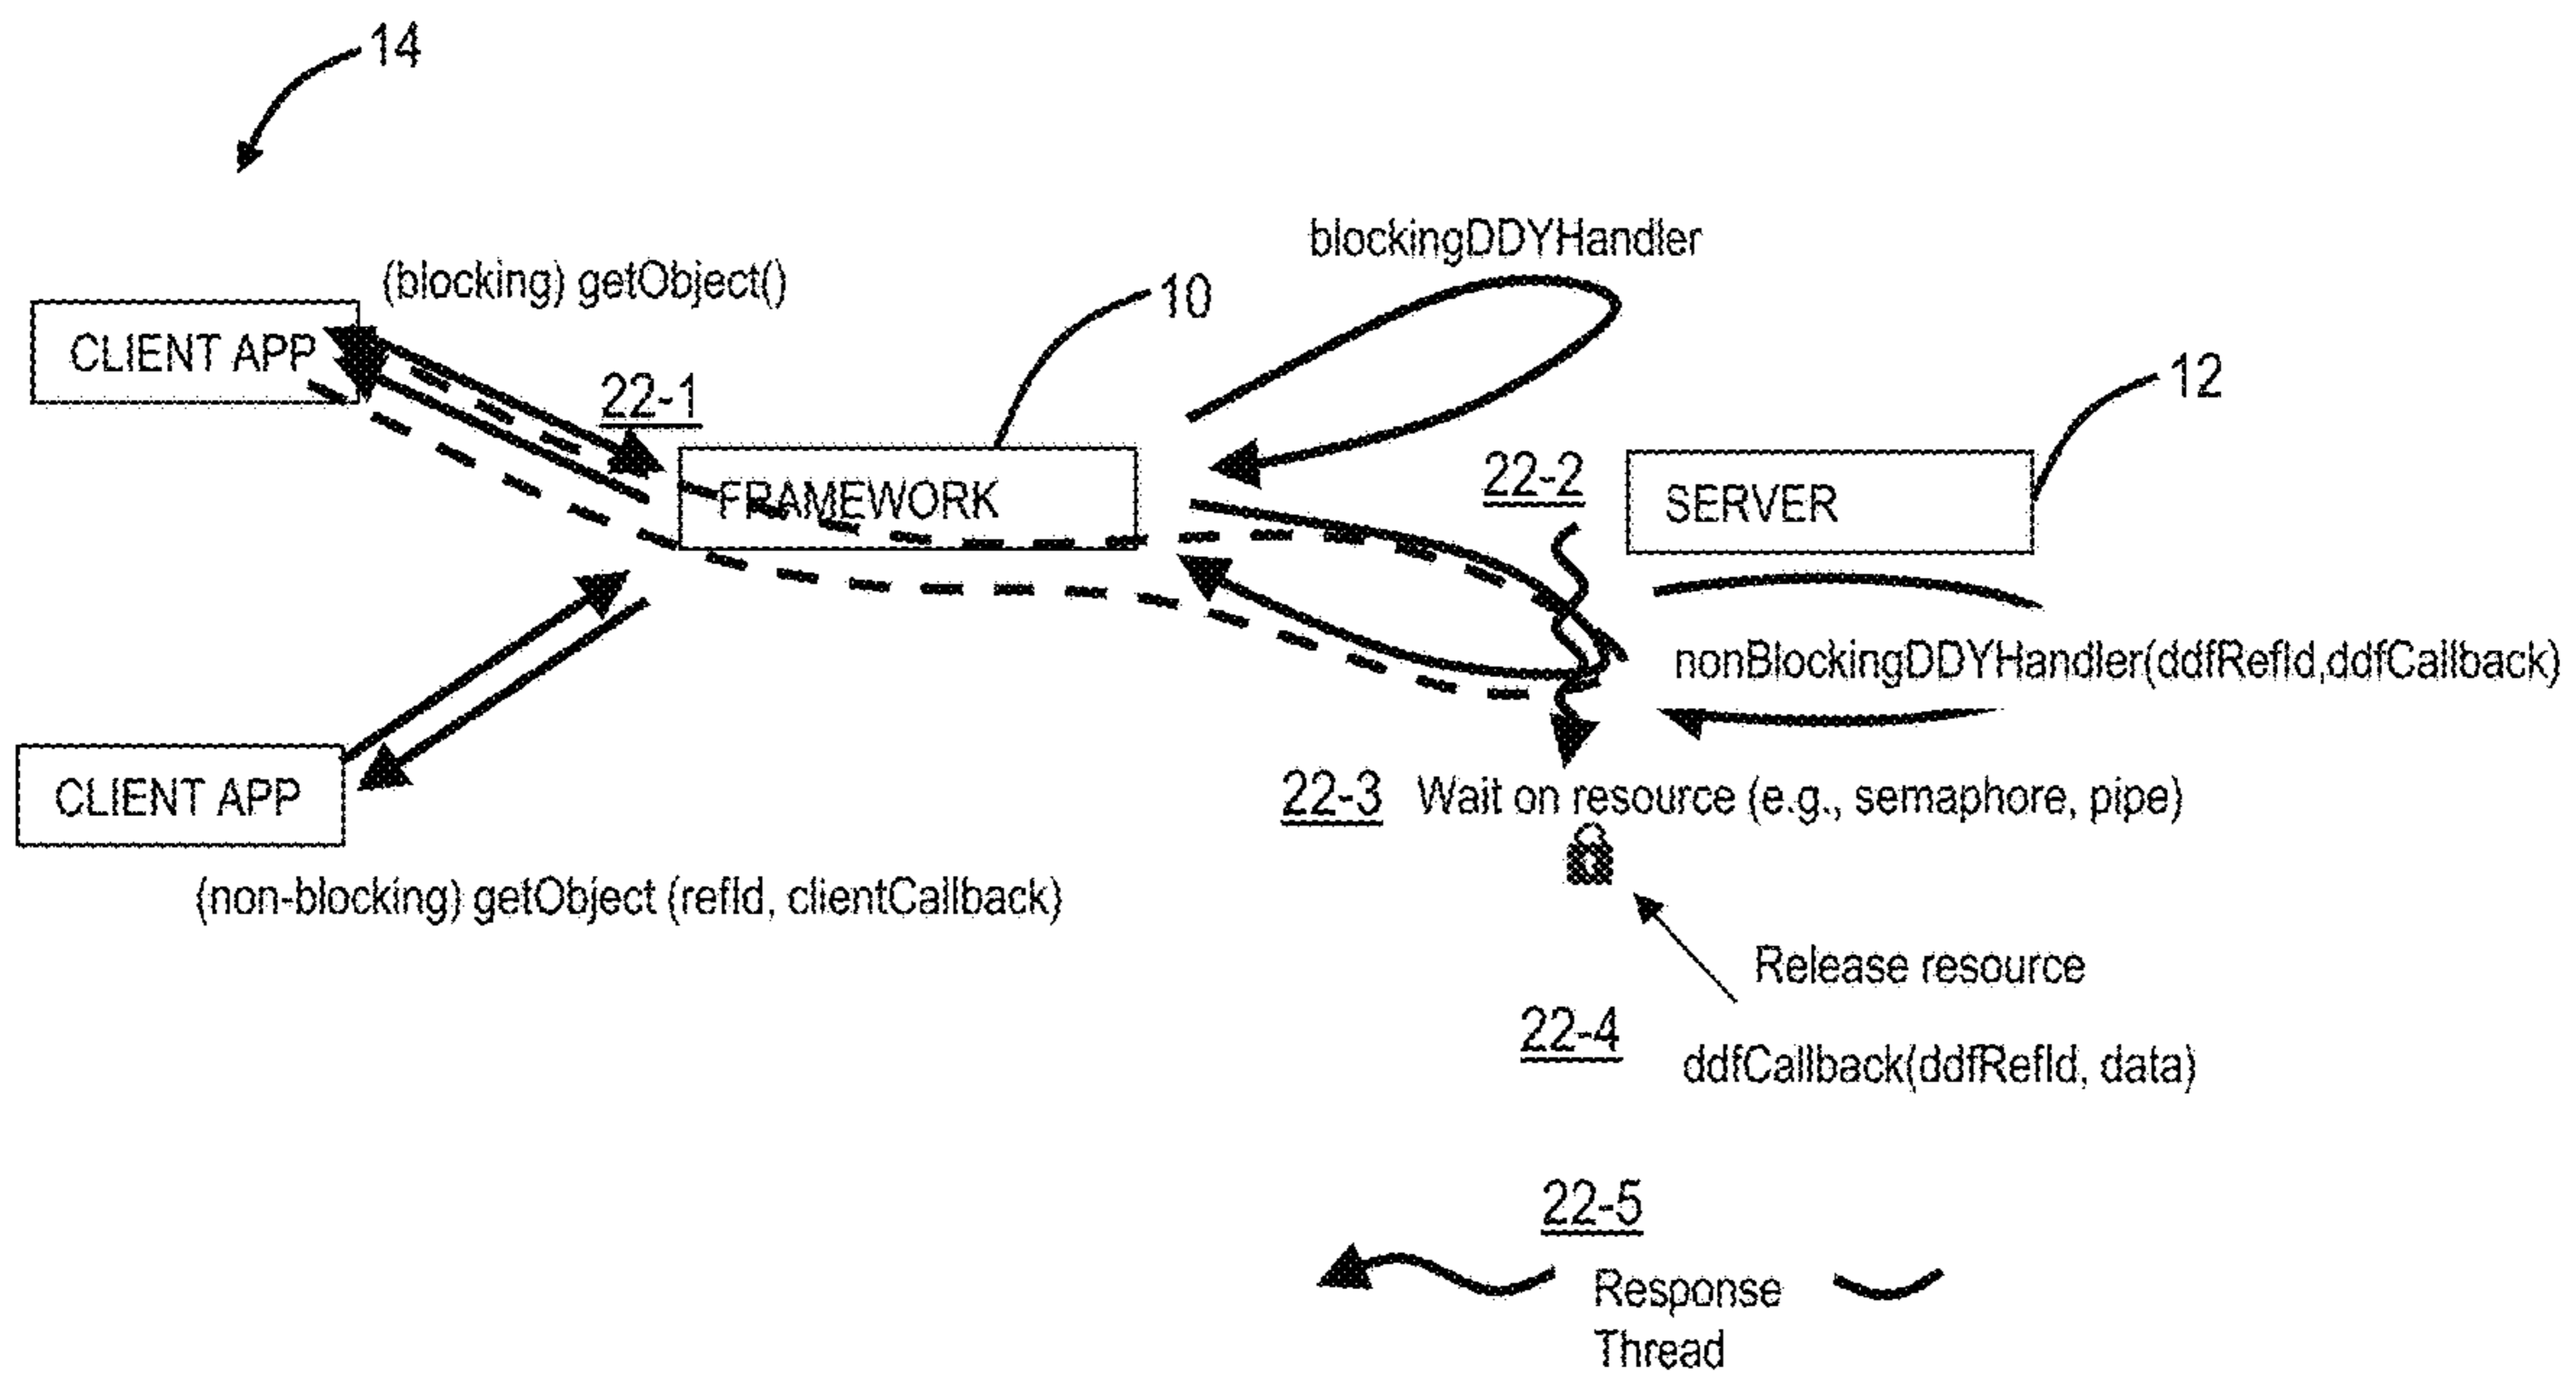 14
blockingDDYHandler
(blocking) getObject()
10
CLIENT APP
12
22-1
22-2
FRAMEWORK
SERVER
nonBlockingDDYHandler(ddfRefId,ddfCallback)
CLIENT APP
22-3 Wait on resource (e.g., semaphore, pipe)
(non-blocking) getObject (refId, clientCallback)
Release resource
22-4
ddfCallback(ddfRefId, data)
22-5
Response
Thread